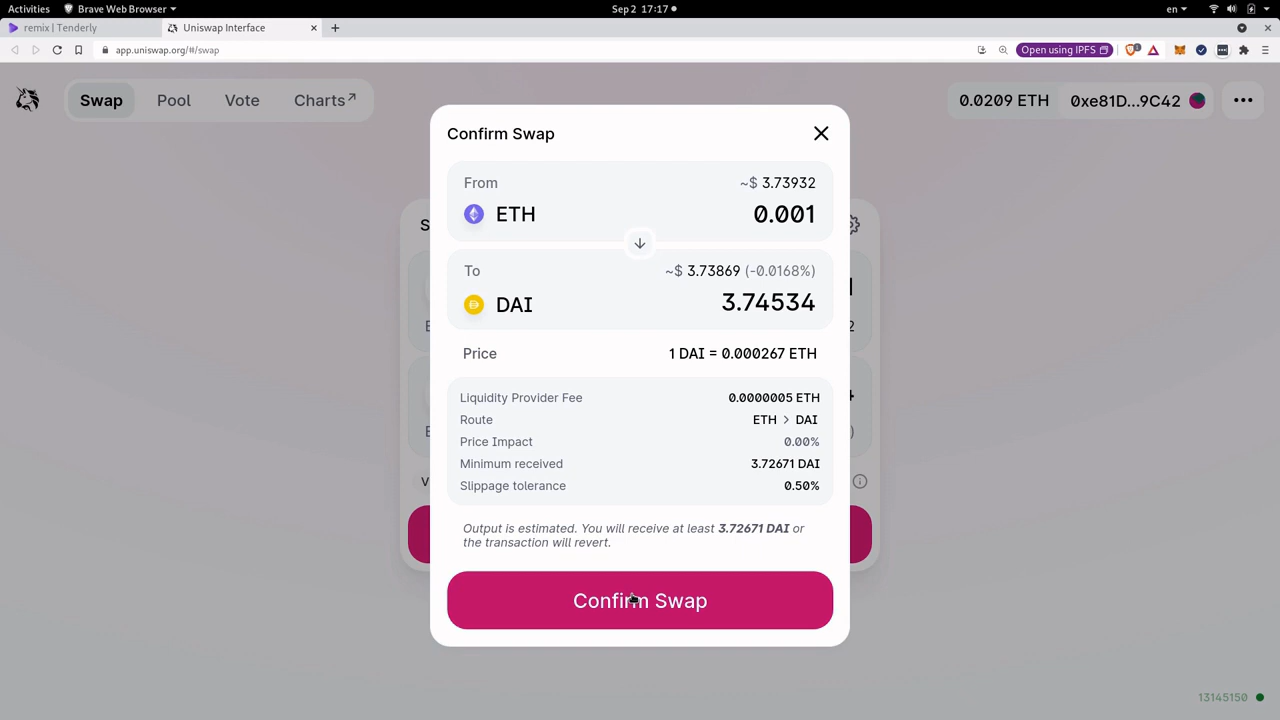 Activities Brave Web Browser Sep 2 17:17 en
remix | Tenderly Uniswap Interface
app.uniswap.org/#/swap Open using IPFS 1
Swap Pool Vote Charts↗ 0.0209 ETH 0xe81D...9C42 •••
Confirm Swap
From ~$ 3.73932
ETH 0.001
To ~$ 3.73869 (-0.0168%)
DAI 3.74534
Price 1 DAI = 0.000267 ETH
Liquidity Provider Fee 0.0000005 ETH
Route ETH > DAI
Price Impact 0.00%
Minimum received 3.72671 DAI
Slippage tolerance 0.50%
Output is estimated. You will receive at least 3.72671 DAI or
the transaction will revert.
Confirm Swap
13145150